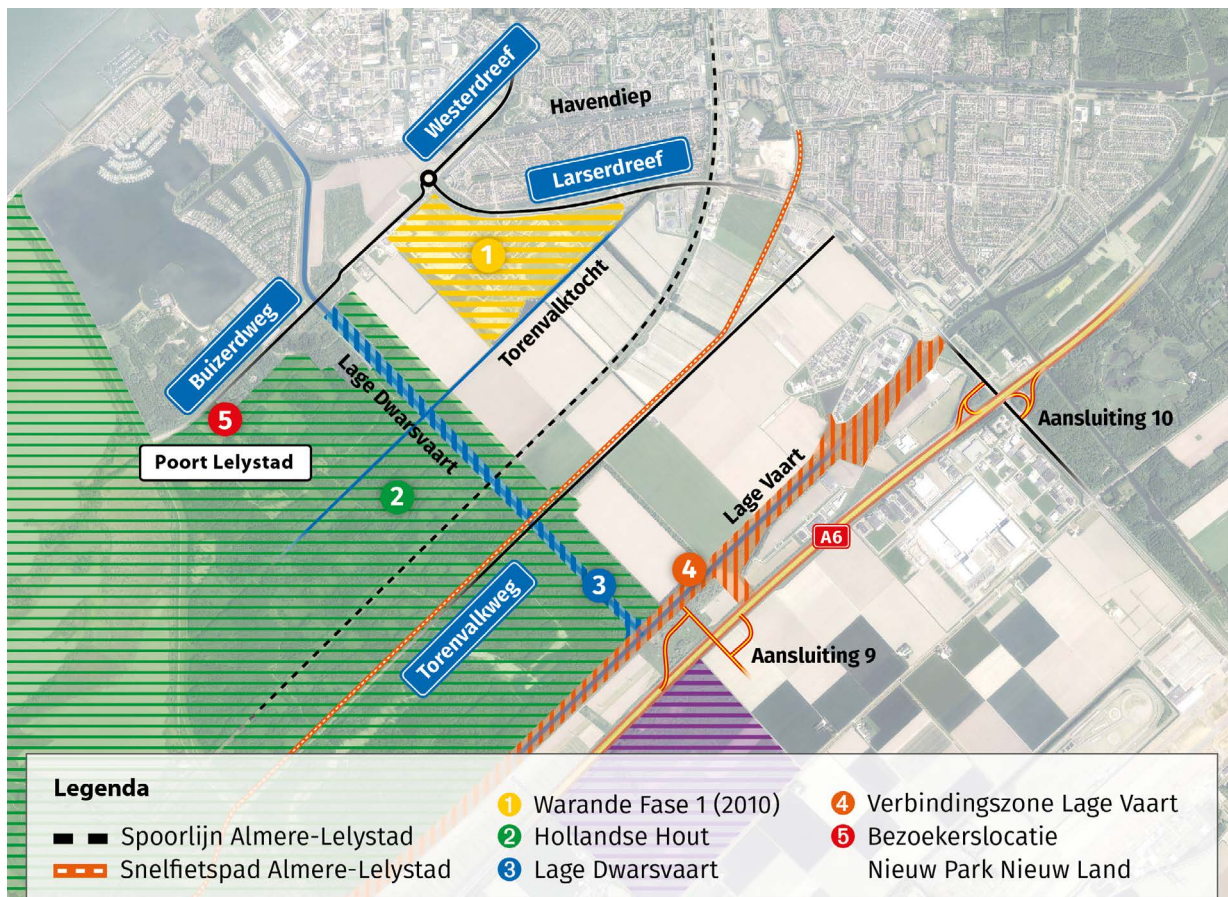 Westerdreef
Havendiep
Larserdreef
1
Torenvalktocht
Buizerdweg
Lage Dwarsvaart
5
Poort Lelystad
2
Aansluiting 10
Lage Vaart
A6
4
3
Torenvalkweg
Aansluiting 9
Legenda
Spoorlijn Almere-Lelystad
Snelfietspad Almere-Lelystad
1 Warande Fase 1 (2010)
2 Hollandse Hout
3 Lage Dwarsvaart
4 Verbindingszone Lage Vaart
5 Bezoekerslocatie
Nieuw Park Nieuw Land